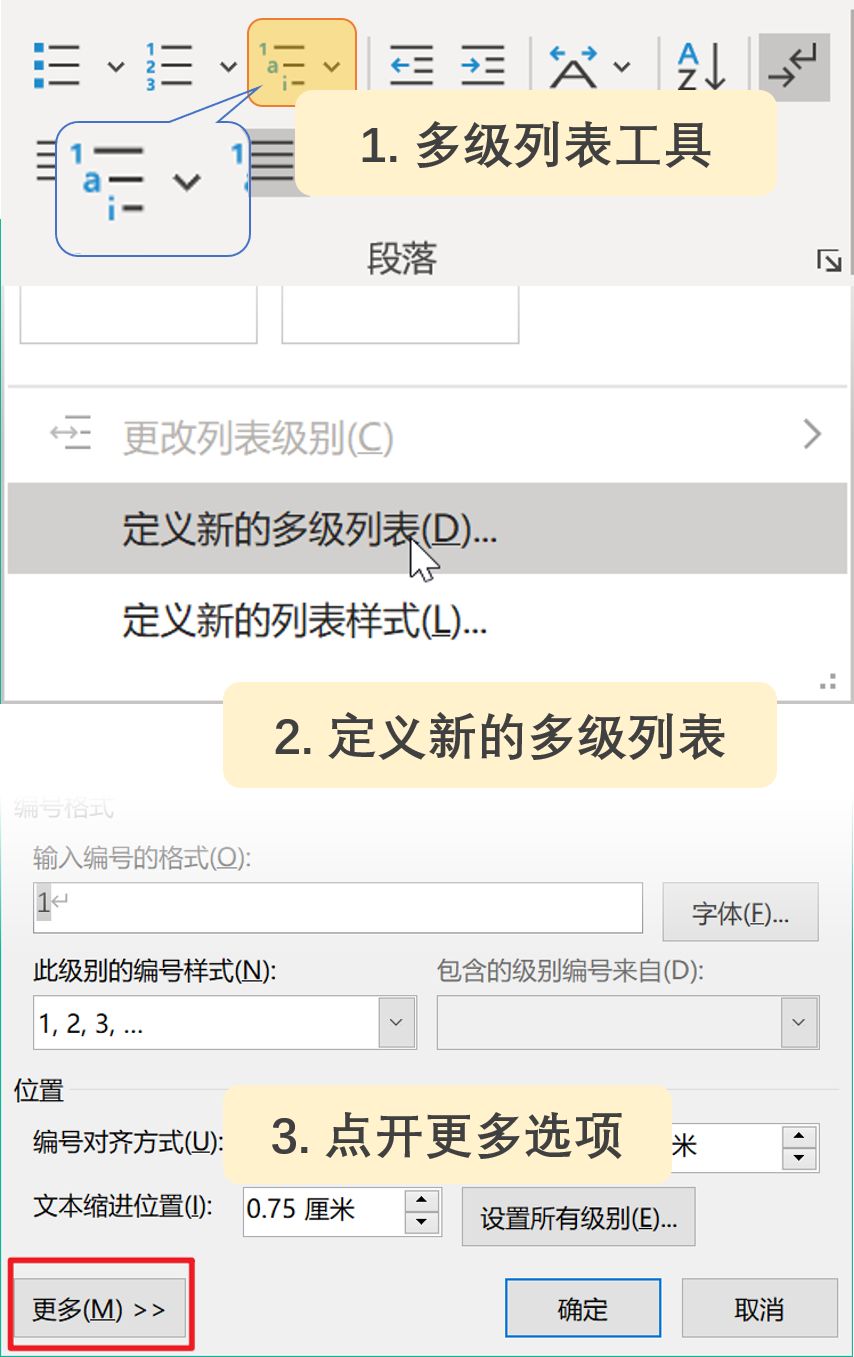 1. 多级列表工具
段落
更改列表级别(C)
定义新的多级列表(D)...
定义新的列表样式(L)...
2. 定义新的多级列表
编号格式
输入编号的格式(O):
1↵
字体(F)...
此级别的编号样式(N):
包含的级别编号来自(D):
1, 2, 3, ...
位置
编号对齐方式(U):
米
3. 点开更多选项
文本缩进位置(I):
0.75 厘米
设置所有级别(E)...
更多(M) >>
确定
取消